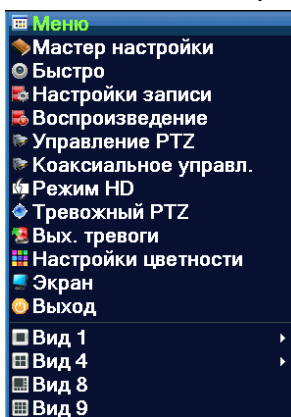 Меню
Мастер настройки
Быстро
Настройки записи
Воспроизведение
Управление PTZ
Коаксиальное управл.
Режим HD
Тревожный PTZ
Вых. тревоги
Настройки цветности
Экран
Выход
Вид 1
Вид 4
Вид 8
Вид 9